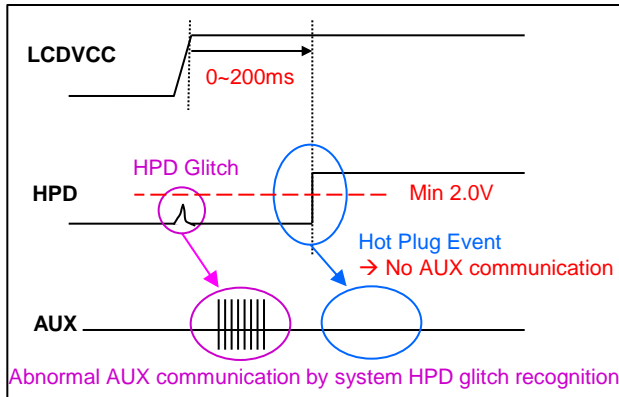 LCDVCC
0~200ms
HPD Glitch
HPD
Min 2.0V
Hot Plug Event
→ No AUX communication
AUX
Abnormal AUX communication by system HPD glitch recognition